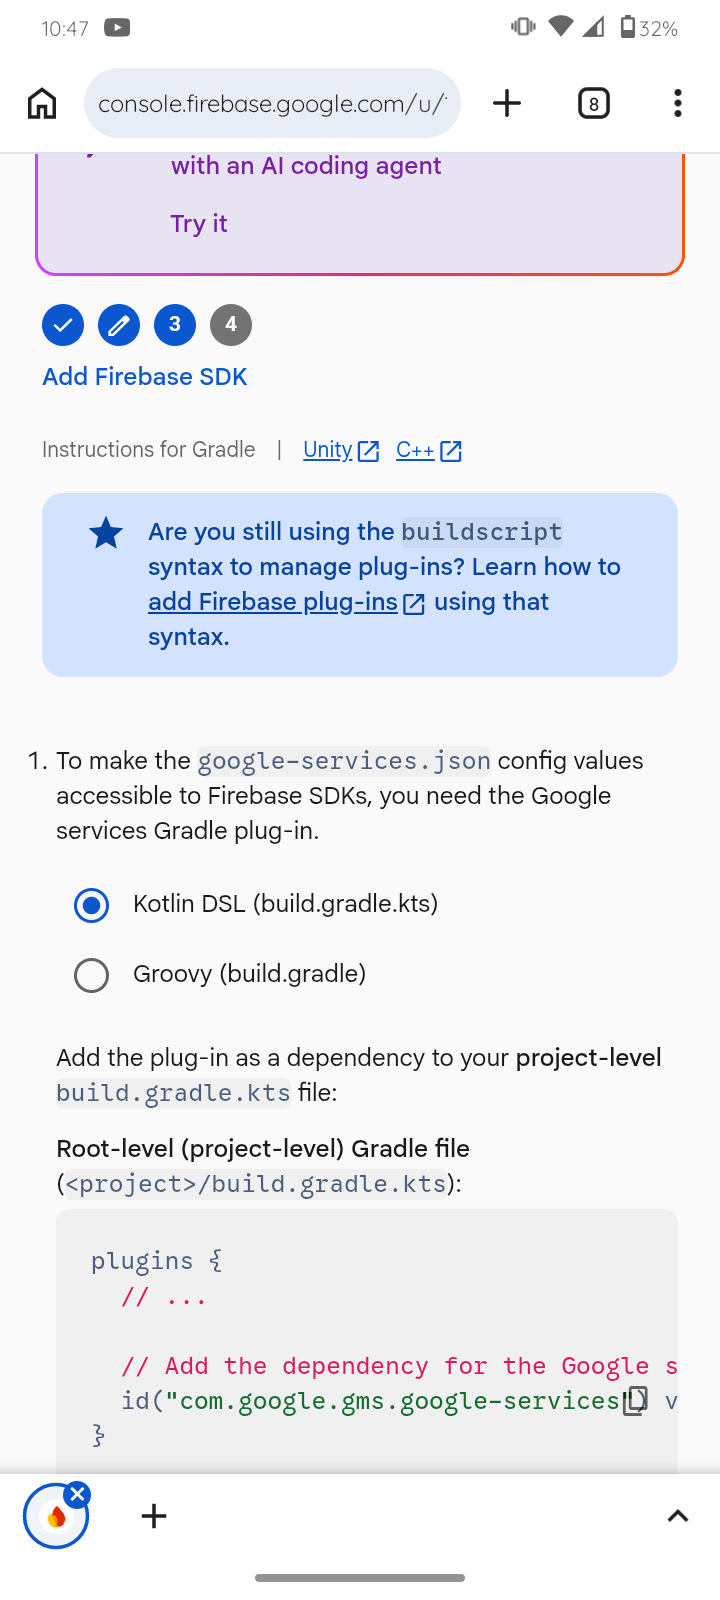 10:47
32%
console.firebase.google.com/u/
8
with an AI coding agent
Try it
3
4
Add Firebase SDK
Instructions for Gradle | Unity C++
Are you still using the buildscript
syntax to manage plug-ins? Learn how to
add Firebase plug-ins using that
syntax.
1. To make the google-services.json config values
accessible to Firebase SDKs, you need the Google
services Gradle plug-in.
Kotlin DSL (build.gradle.kts)
Groovy (build.gradle)
Add the plug-in as a dependency to your project-level
build.gradle.kts file:
Root-level (project-level) Gradle file
(<project>/build.gradle.kts):
plugins {
// ...
// Add the dependency for the Google s
id("com.google.gms.google-services") v
}